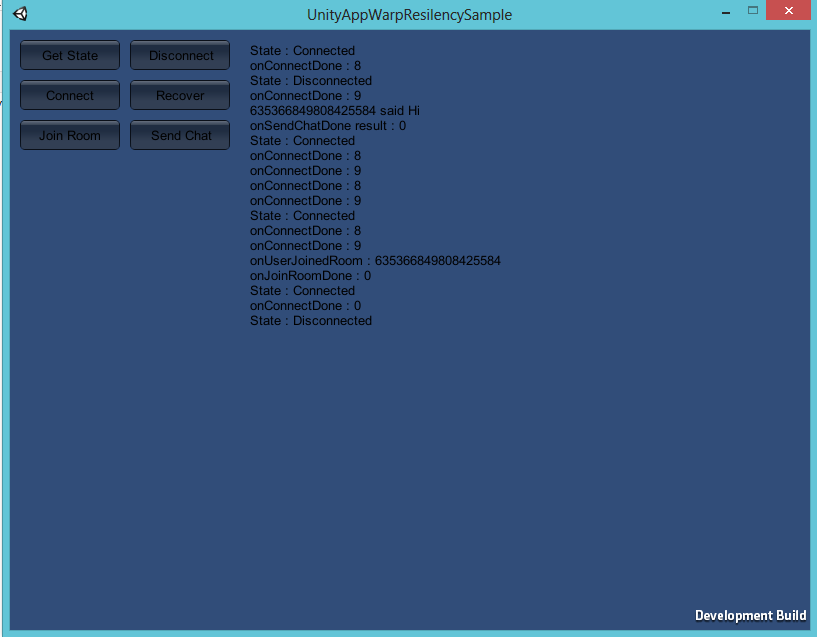 UnityAppWarpResilencySample
Get State
Disconnect
Connect
Recover
Join Room
Send Chat
State : Connected
onConnectDone : 8
State : Disconnected
onConnectDone : 9
635366849808425584 said Hi
onSendChatDone result : 0
State : Connected
onConnectDone : 8
onConnectDone : 9
onConnectDone : 8
onConnectDone : 9
State : Connected
onConnectDone : 8
onConnectDone : 9
onUserJoinedRoom : 635366849808425584
onJoinRoomDone : 0
State : Connected
onConnectDone : 0
State : Disconnected
Development Build